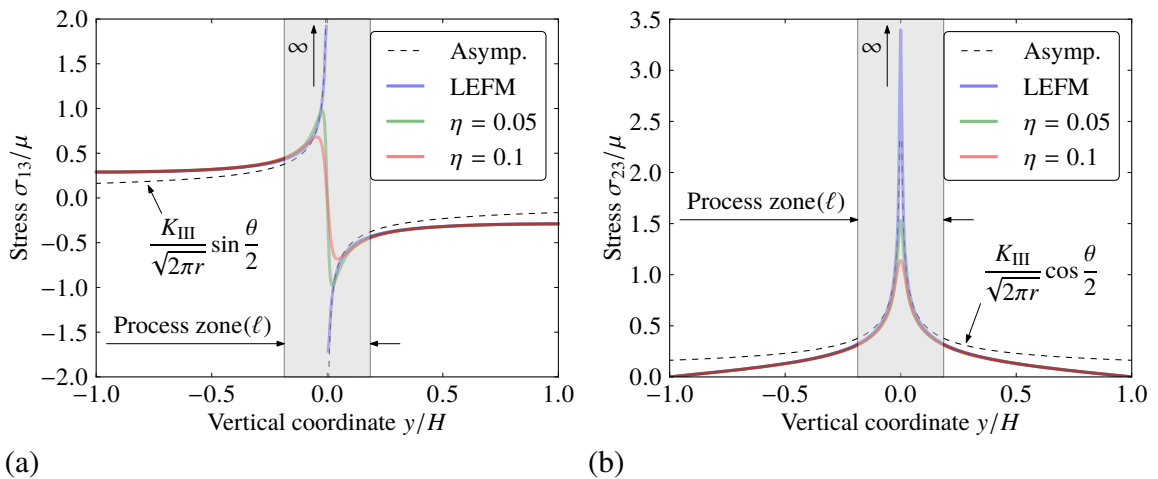 2.0
1.5
1.0
0.5
0.0
−0.5
−1.0
−1.5
−2.0
Stress σ₁₃/μ
∞
Asymp.
LEFM
η = 0.05
η = 0.1
K_III/√(2πr) sin θ/2
Process zone(ℓ)
−1.0 −0.5 0.0 0.5 1.0
Vertical coordinate y/H
(a)
3.5
3.0
2.5
2.0
1.5
1.0
0.5
0.0
Stress σ₂₃/μ
∞
Asymp.
LEFM
η = 0.05
η = 0.1
Process zone(ℓ)
K_III/√(2πr) cos θ/2
−1.0 −0.5 0.0 0.5 1.0
Vertical coordinate y/H
(b)